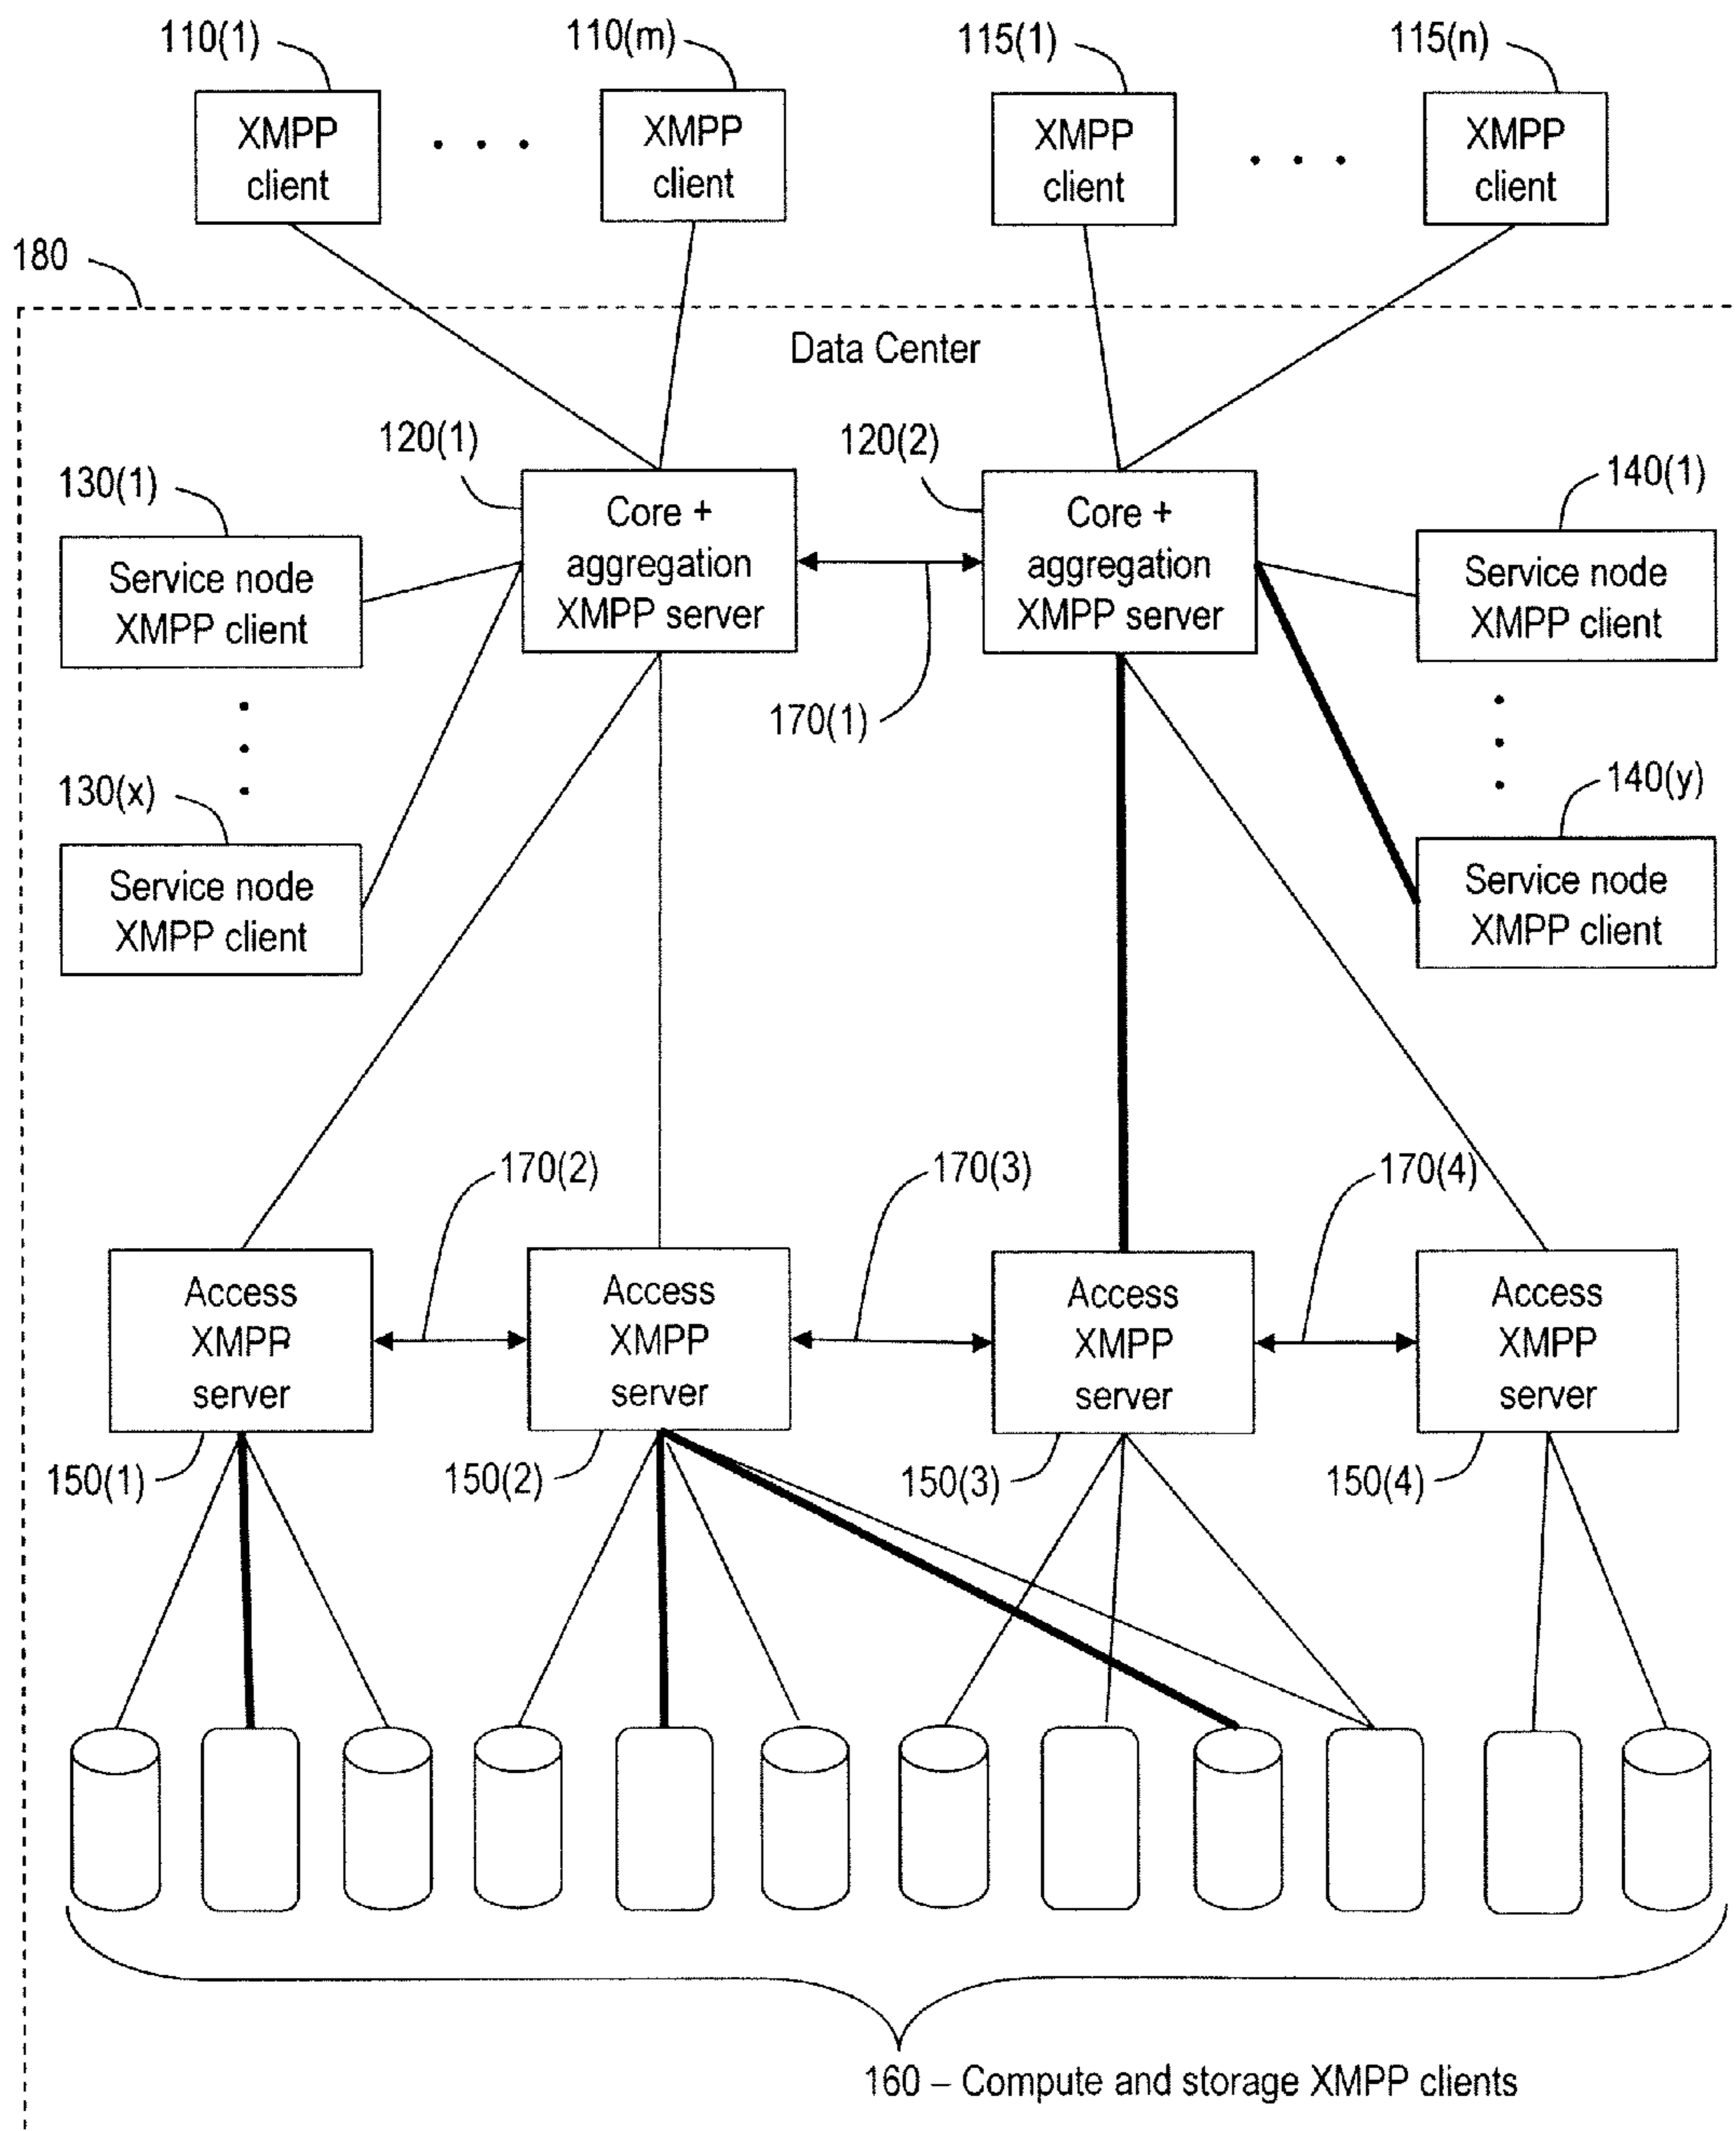 110(1)
110(m)
115(1)
115(n)
XMPP
client
XMPP
client
XMPP
client
XMPP
client
180
Data Center
120(1)
120(2)
130(1)
140(1)
Core +
aggregation
XMPP server
Core +
aggregation
XMPP server
Service node
XMPP client
Service node
XMPP client
170(1)
130(x)
140(y)
Service node
XMPP client
Service node
XMPP client
170(2)
170(3)
170(4)
Access
XMPP
server
Access
XMPP
server
Access
XMPP
server
Access
XMPP
server
150(1)
150(2)
150(3)
150(4)
160 – Compute and storage XMPP clients